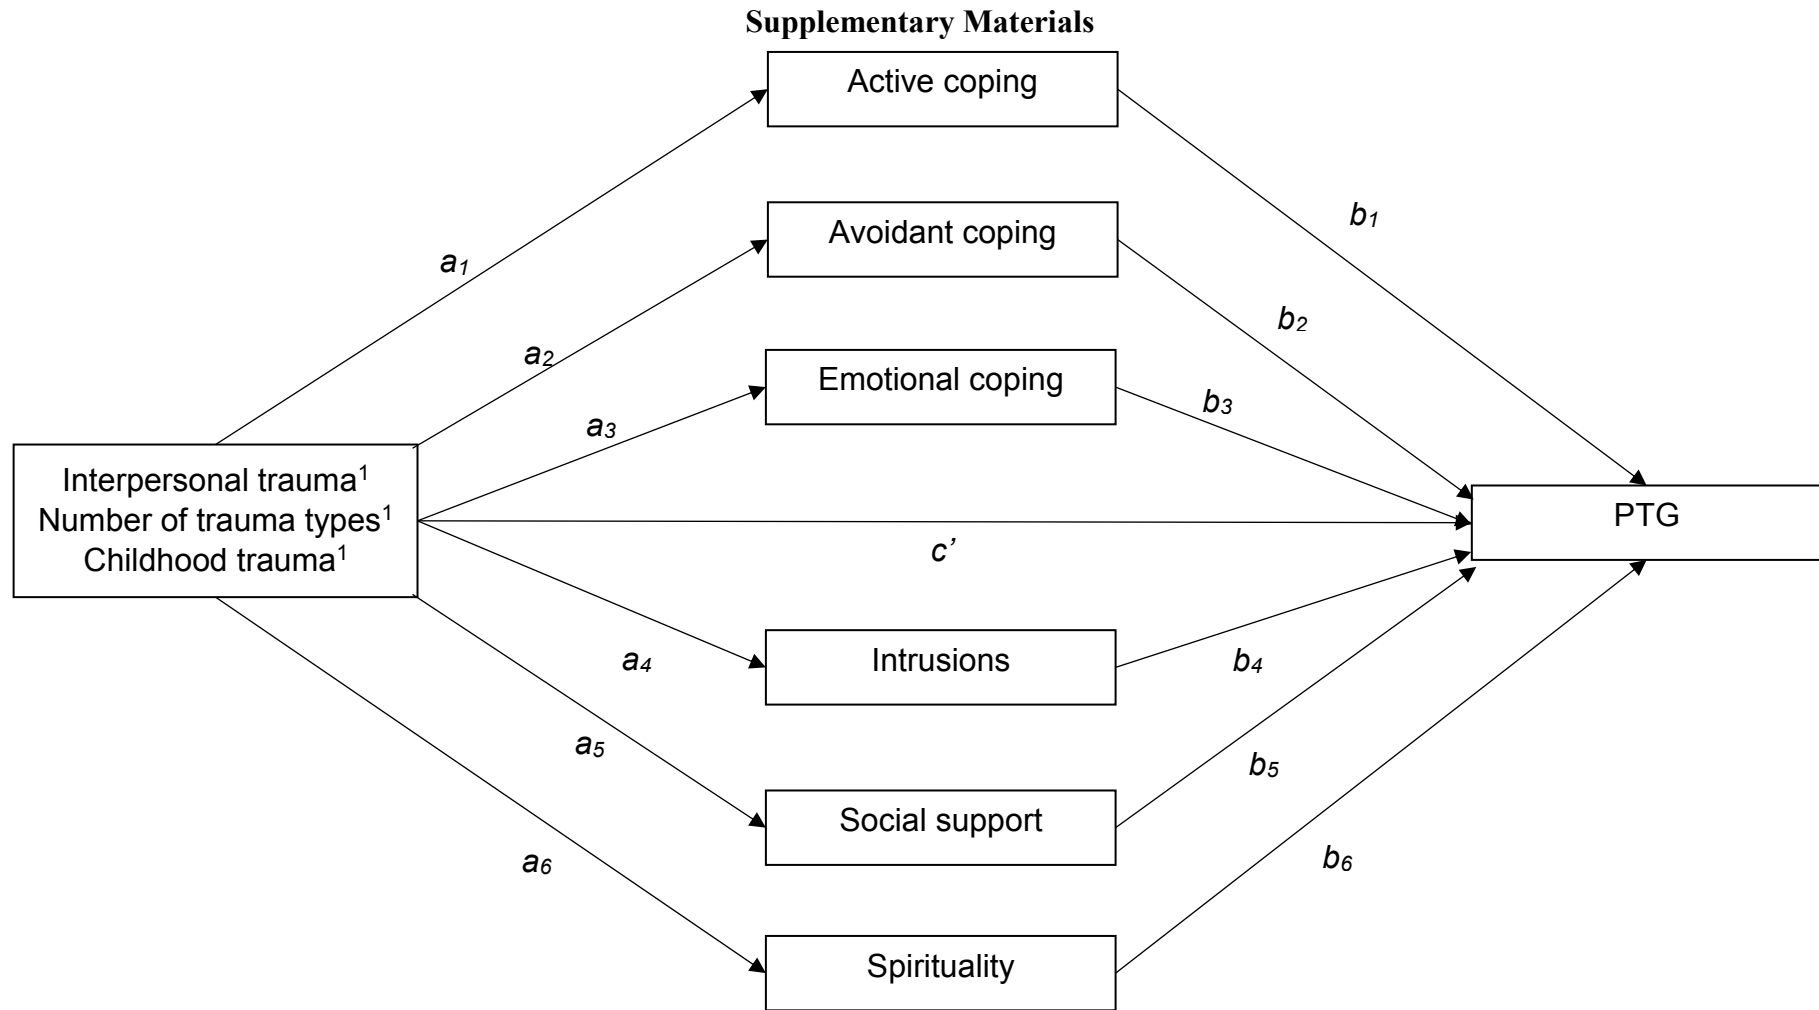 Supplementary Materials
Active coping
b1
Avoidant coping
a1
b2
a2
Emotional coping
b3
a3
Interpersonal trauma1
Number of trauma types1
Childhood trauma1
PTG
c’
Intrusions
a4
b4
a5
b5
Social support
a6
b6
Spirituality